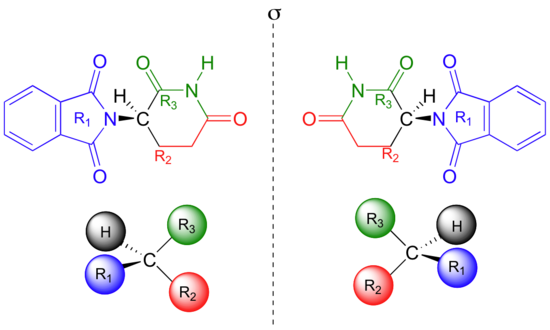 σ
O O H
N
H R3
R1 N C O
R2
O
H O O
N
R3 H
O C N R1
R2
O
H R3
C
R1 R2
R3 H
C
R2 R1